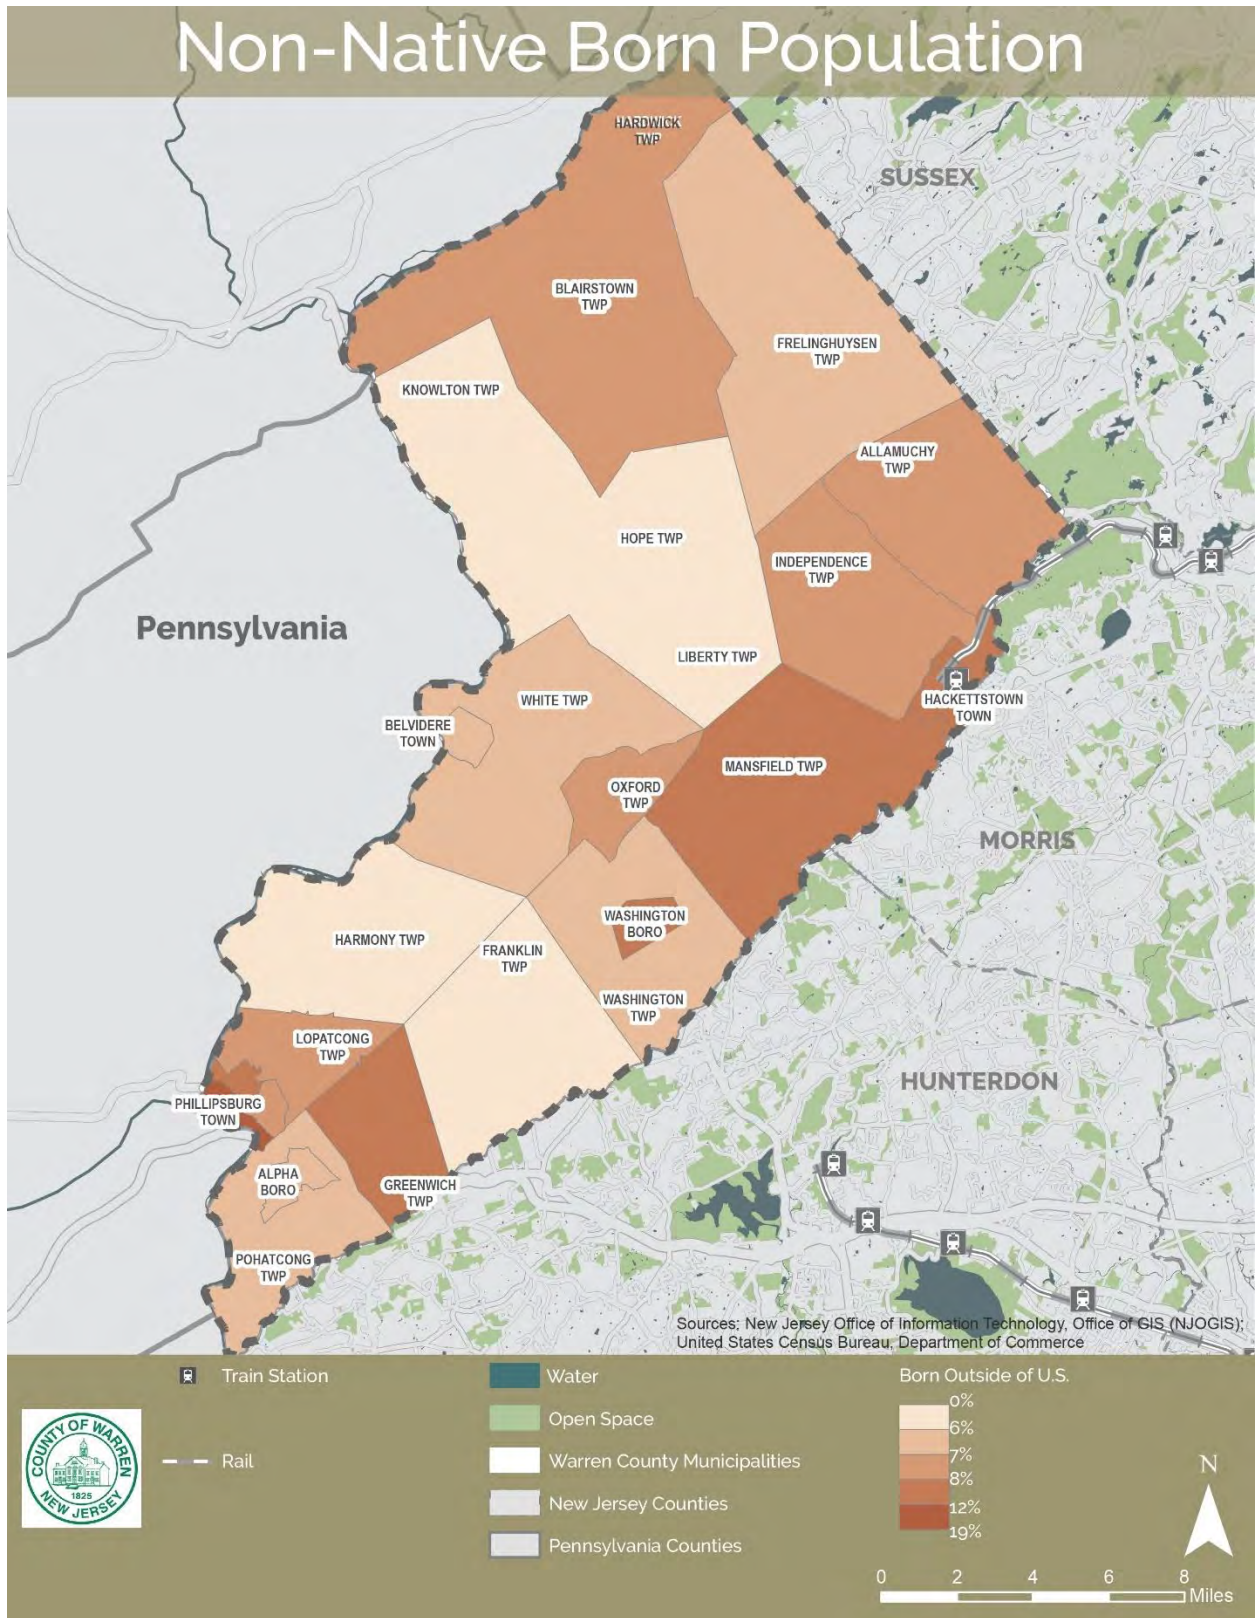 Non-Native Born Population
HARDWICK
TWP
SUSSEX
BLAIRSTOWN
TWP
FRELINGHUYSEN
TWP
KNOWLTON TWP
ALLAMUCHY
TWP
HOPE TWP
INDEPENDENCE
TWP
Pennsylvania
LIBERTY TWP
WHITE TWP
HACKETTSTOWN
TOWN
BELVIDERE
TOWN
MANSFIELD TWP
OXFORD
TWP
MORRIS
WASHINGTON
BORO
HARMONY TWP
FRANKLIN
TWP
WASHINGTON
TWP
LOPATCONG
TWP
HUNTERDON
PHILLIPSBURG
TOWN
ALPHA
BORO
GREENWICH
TWP
POHATCONG
TWP
Sources: New Jersey Office of Information Technology, Office of GIS (NJOGIS);
United States Census Bureau, Department of Commerce
Train Station
Rail
COUNTY OF WARREN
1825
NEW JERSEY
Water
Open Space
Warren County Municipalities
New Jersey Counties
Pennsylvania Counties
Born Outside of U.S.
0%
6%
7%
8%
12%
19%
N
0 2 4 6 8
Miles